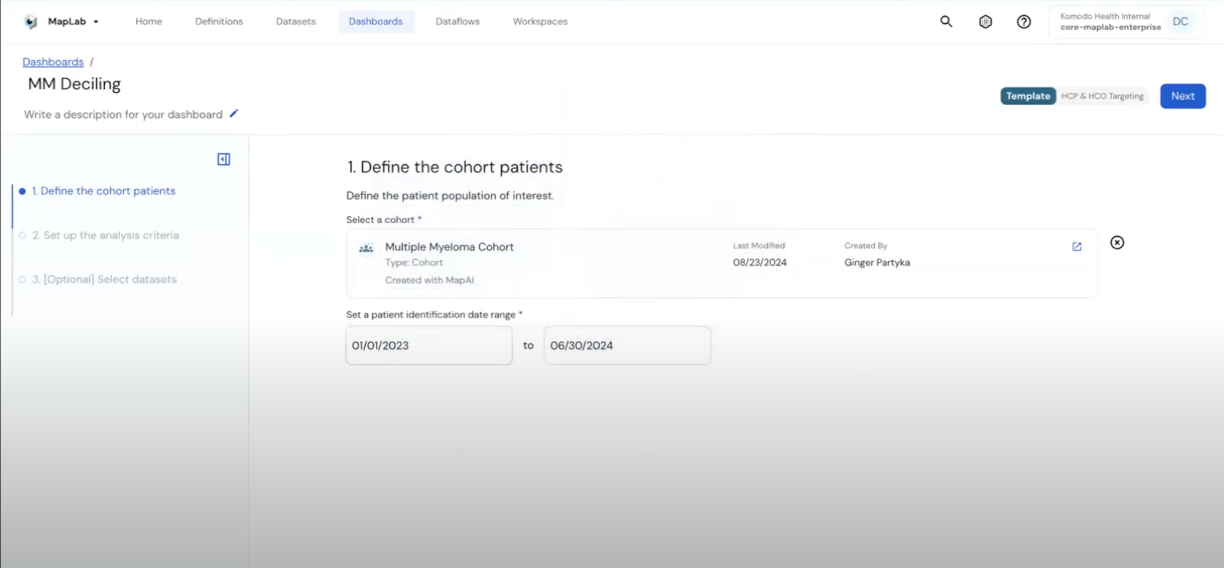 MapLab Home Definitions Datasets Dashboards Dataflows Workspaces
Komodo Health Internal
core-maplab-enterprise
DC
Dashboards /
MM Deciling
Write a description for your dashboard
Template HCP & HCO Targeting Next
1. Define the cohort patients
2. Set up the analysis criteria
3. [Optional] Select datasets
1. Define the cohort patients
Define the patient population of interest.
Select a cohort *
Multiple Myeloma Cohort
Type: Cohort
Created with MapAI
Last Modified
08/23/2024
Created By
Ginger Partyka
Set a patient identification date range *
01/01/2023 to 06/30/2024